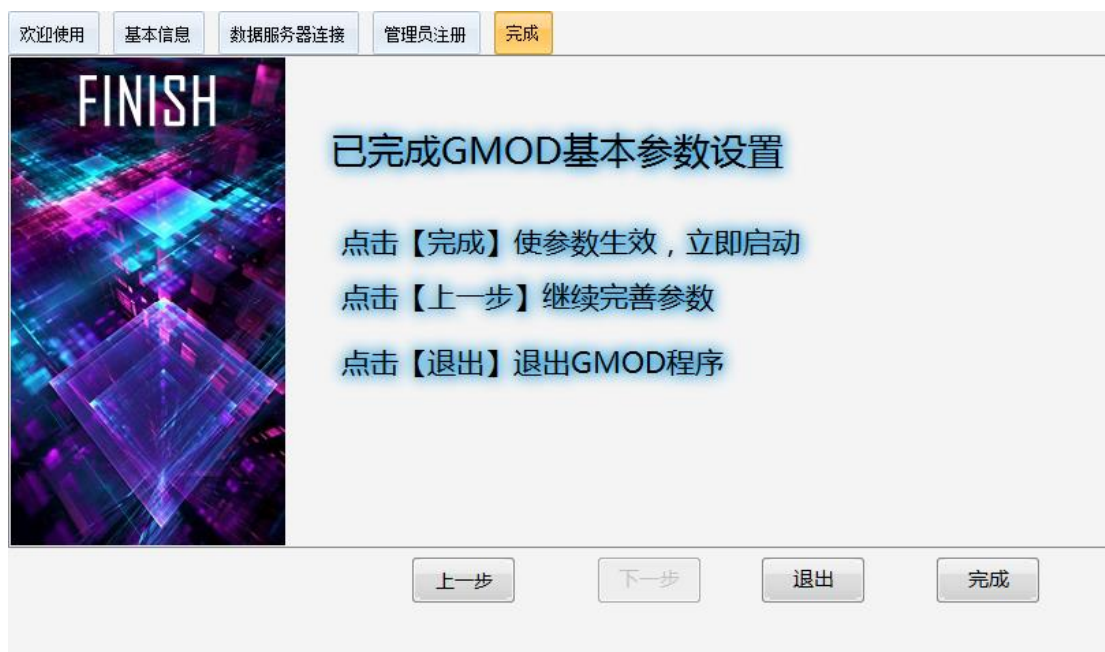 欢迎使用 基本信息 数据服务器连接 管理员注册 完成
FINISH
已完成GMOD基本参数设置
点击【完成】使参数生效，立即启动
点击【上一步】继续完善参数
点击【退出】退出GMOD程序
上一步 下一步 退出 完成